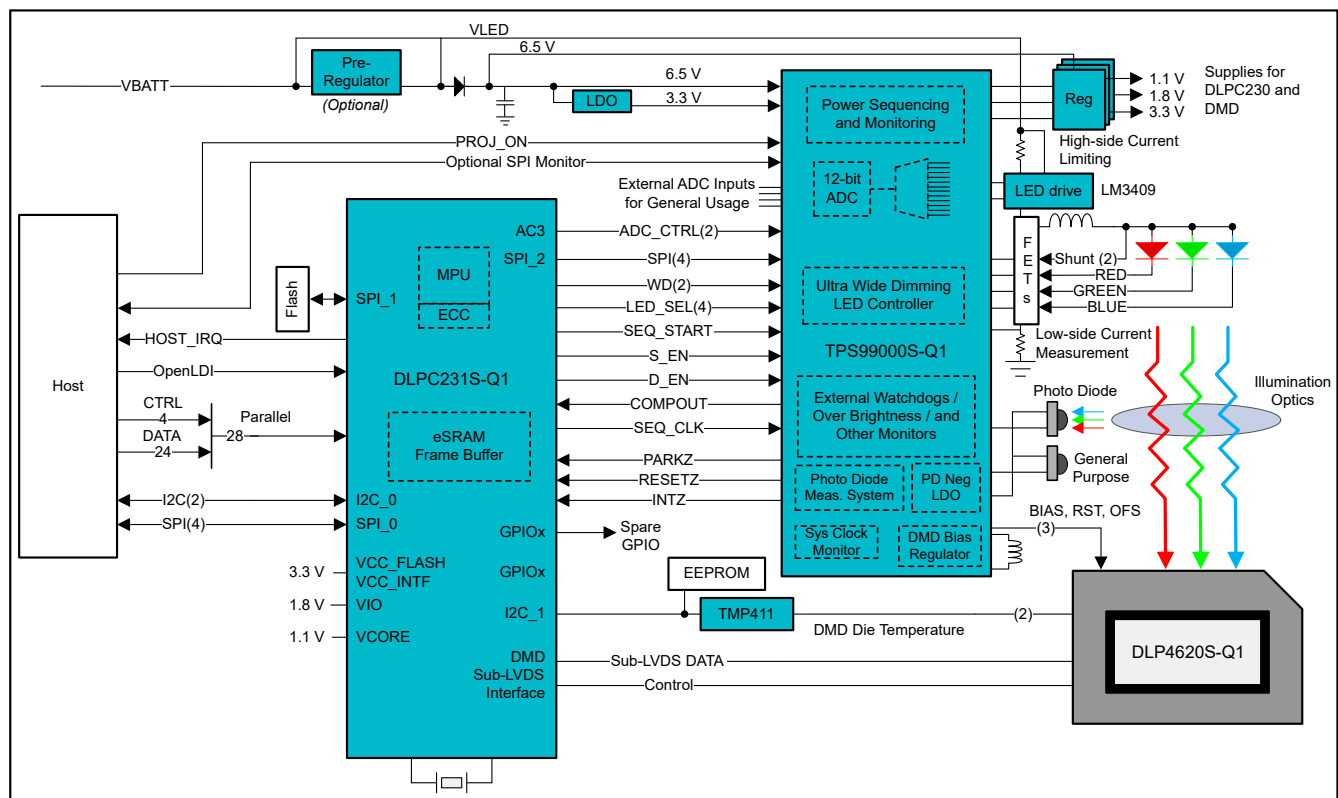 VLED
6.5 V
VBATT
Pre-
Regulator
(Optional)
LDO
6.5 V
3.3 V
Reg
1.1 V
1.8 V
3.3 V
Supplies for
DLPC230 and
DMD
High-side Current
Limiting
PROJ_ON
Optional SPI Monitor
External ADC Inputs
for General Usage
Power Sequencing
and Monitoring
12-bit
ADC
LED drive
LM3409
FETs
Shunt (2)
RED
GREEN
BLUE
Low-side Current
Measurement
Ultra Wide Dimming
LED Controller
TPS99000S-Q1
External Watchdogs /
Over Brightness / and
Other Monitors
Photo Diode
Meas. System
PD Neg
LDO
Sys Clock
Monitor
DMD Bias
Regulator
Photo Diode
General
Purpose
Illumination
Optics
BIAS, RST, OFS
(3)
Host
HOST_IRQ
OpenLDI
CTRL
4
DATA
24
Parallel
28
I2C(2)
SPI(4)
Flash
SPI_1
MPU
ECC
AC3
SPI_2
DLPC231S-Q1
eSRAM
Frame Buffer
I2C_0
SPI_0
GPIOx
GPIOx
3.3 V
VCC_FLASH
VCC_INTF
1.8 V
VIO
1.1 V
VCORE
I2C_1
DMD
Sub-LVDS
Interface
ADC_CTRL(2)
SPI(4)
WD(2)
LED_SEL(4)
SEQ_START
S_EN
D_EN
COMPOUT
SEQ_CLK
PARKZ
RESETZ
INTZ
Spare
GPIO
EEPROM
TMP411
DMD Die Temperature
(2)
Sub-LVDS DATA
Control
DLP4620S-Q1